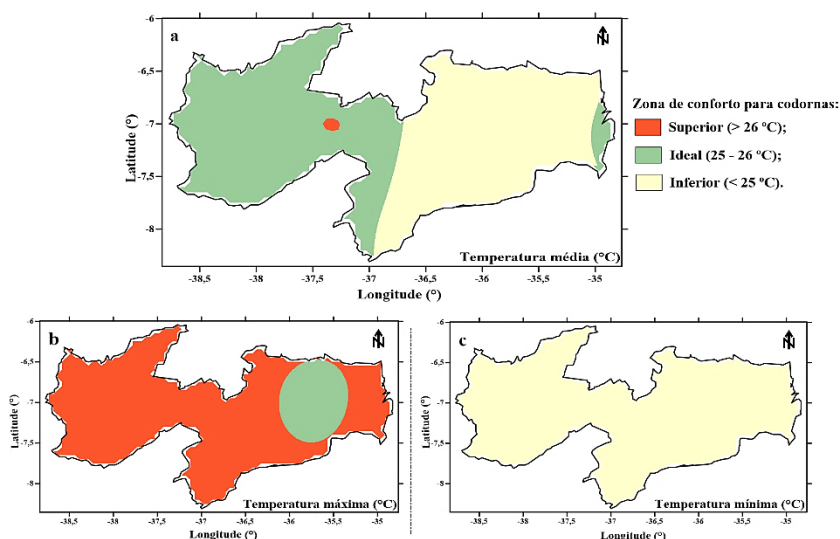 a
N
-6
-6,5
-7
-7,5
-8
Latitude (°)
-38,5
-38
-37,5
-37
-36,5
-36
-35,5
-35
Longitude (°)
Temperatura média (°C)
Zona de conforto para codornas:
Superior (> 26 ºC);
Ideal (25 - 26 ºC);
Inferior (< 25 ºC).
b
N
-6
-6,5
-7
-7,5
-8
Latitude (°)
Temperatura máxima (°C)
-38,5
-38
-37,5
-37
-36,5
-36
-35,5
-35
Longitude (°)
c
N
-6
-6,5
-7
-7,5
-8
Latitude (°)
Temperatura mínima (°C)
-38,5
-38
-37,5
-37
-36,5
-36
-35,5
-35
Longitude (°)